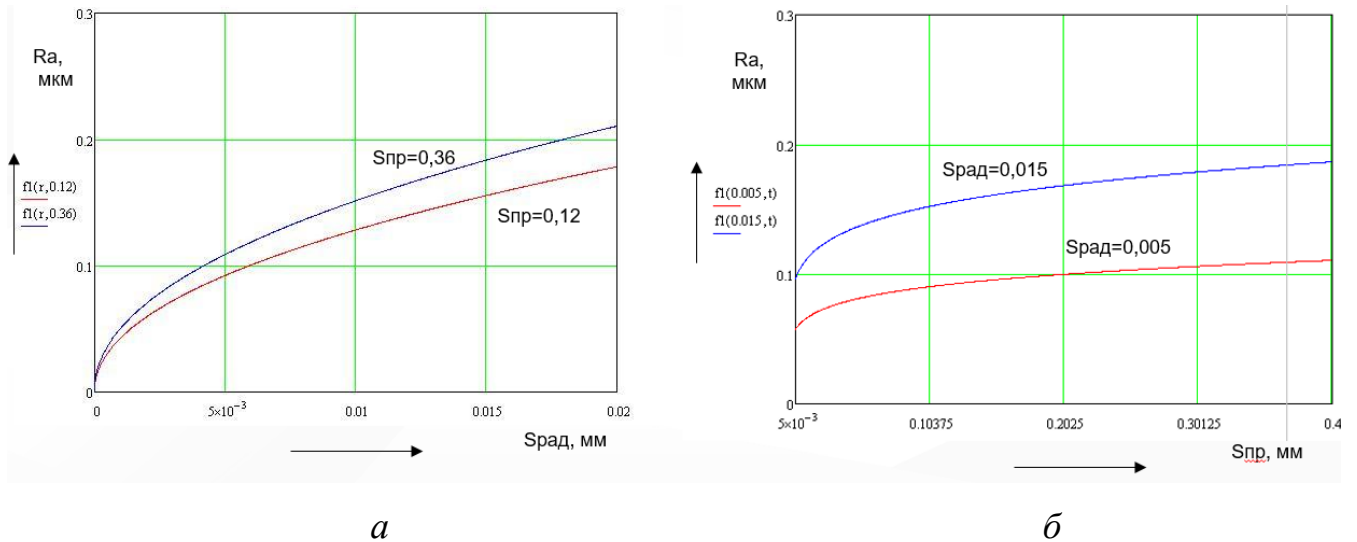 0.3
Ra,
мкм
0.2
Sпр=0,36
f1(r,0.12)
f1(r,0.36)
Sпр=0,12
0.1
0
0
5×10⁻³
0.01
0.015
0.02
Sрад, мм
а
0.3
Ra,
мкм
0.2
Sрад=0,015
f1(0.005,t)
f1(0.015,t)
Sрад=0,005
0.1
0
5×10⁻³
0.10375
0.2025
0.30125
0.4
Sпр, мм
б